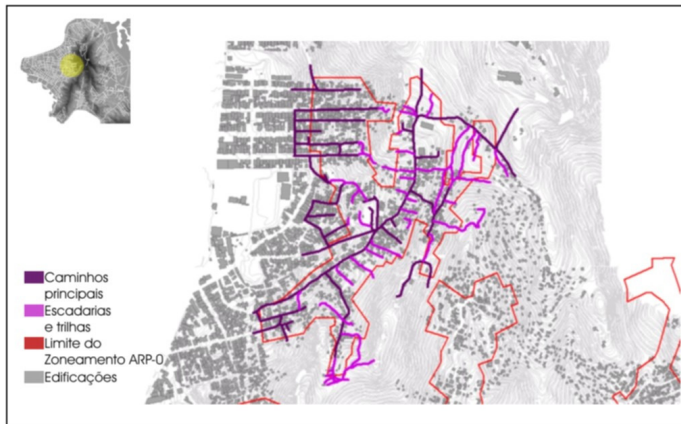 Caminhos
principais
Escadarias
e trilhas
Limite do
Zoneamento ARP-0
Edificações